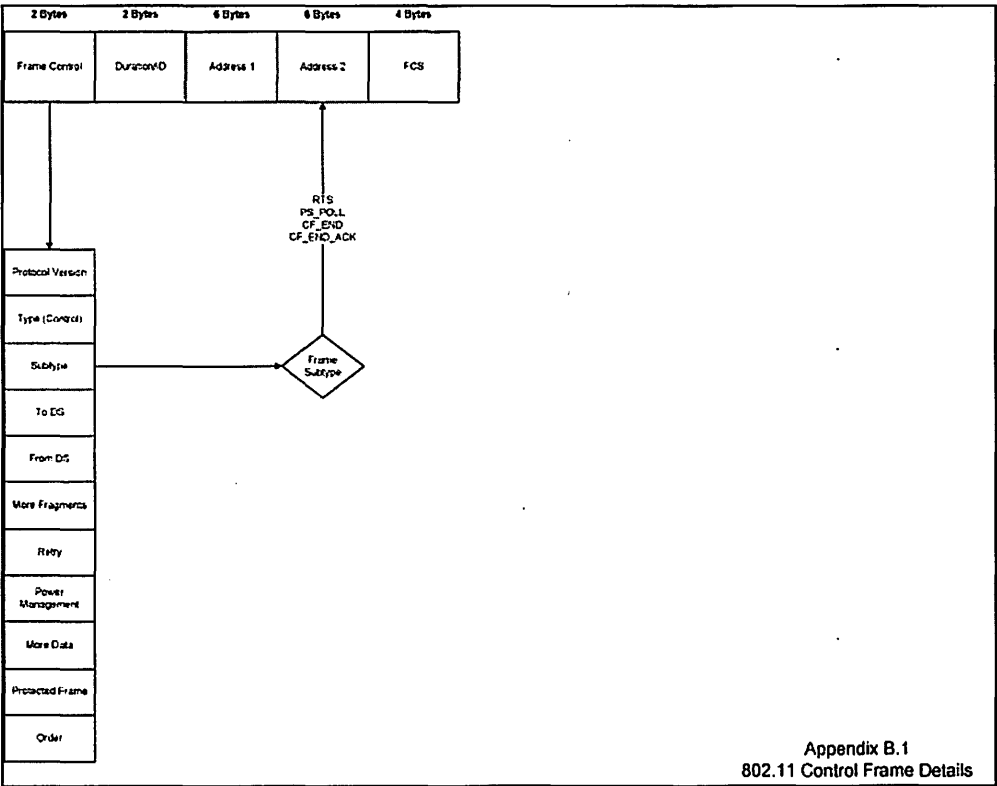 2 Bytes 2 Bytes 6 Bytes 6 Bytes 4 Bytes
Frame Control Duration/ID Address 1 Address 2 FCS
RTS
PS_POLL
CF_END
CF_END_ACK
Protocol Version
Type (Control)
Subtype
Frame
Subtype
To DS
From DS
More Fragments
Retry
Power
Management
More Data
Protected Frame
Order
Appendix B.1
802.11 Control Frame Details